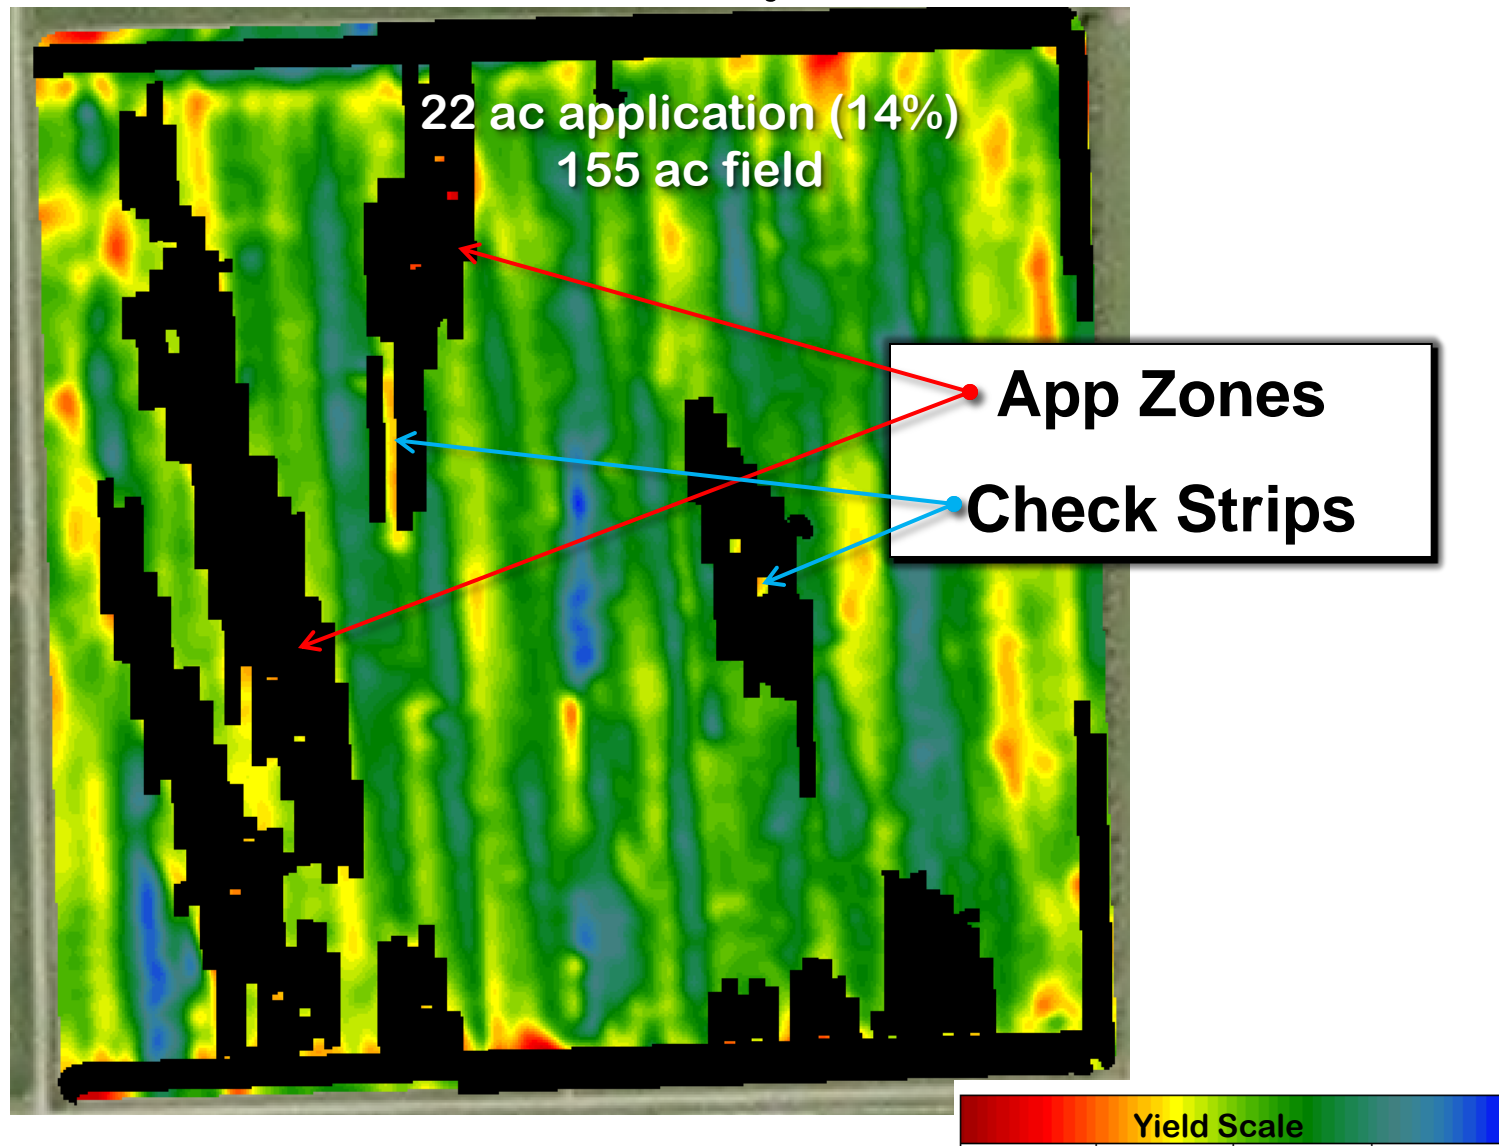 22 ac application (14%)
155 ac field
App Zones
Check Strips
Yield Scale